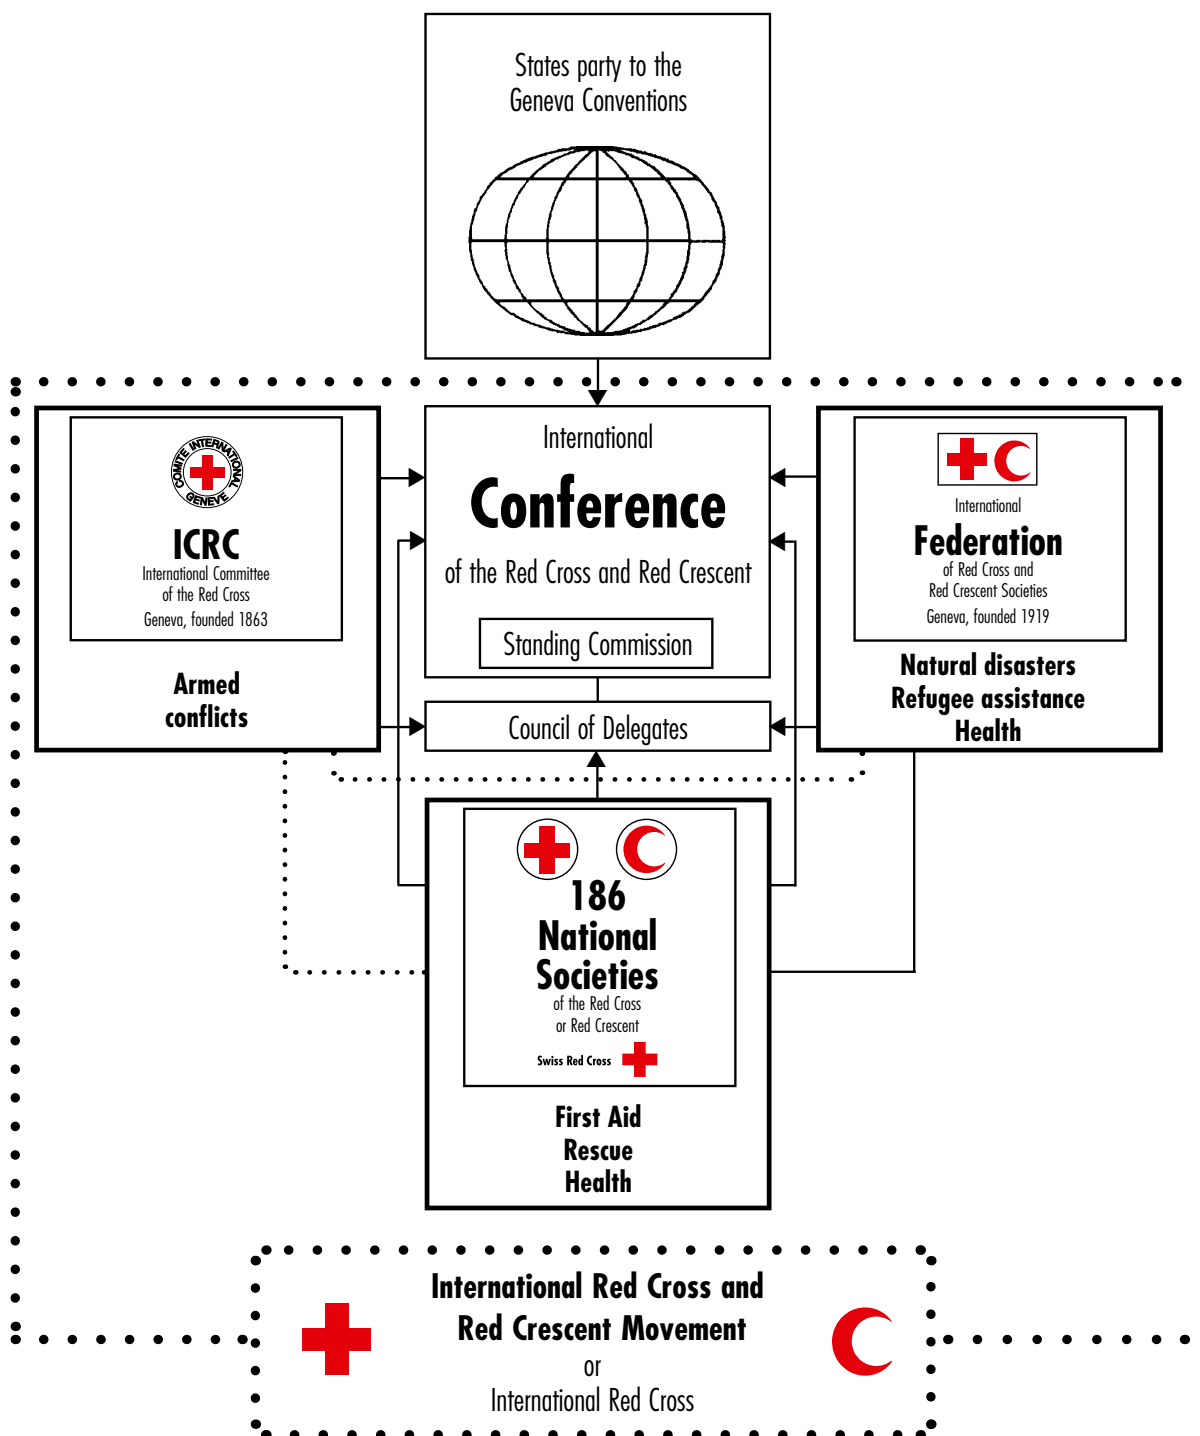 States party to the
Geneva Conventions
COMITE INTERNATIONAL
GENEVE
ICRC
International Committee
of the Red Cross
Geneva, founded 1863
Armed
conflicts
International
Conference
of the Red Cross and Red Crescent
Standing Commission
Council of Delegates
International
Federation
of Red Cross and
Red Crescent Societies
Geneva, founded 1919
Natural disasters
Refugee assistance
Health
186
National
Societies
of the Red Cross
or Red Crescent
Swiss Red Cross
First Aid
Rescue
Health
International Red Cross and
Red Crescent Movement
or
International Red Cross